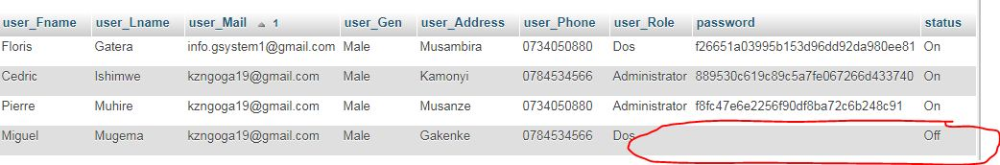 user_Fname user_Lname user_Mail 1 user_Gen user_Address user_Phone user_Role password status
Floris Gatera info.gsystem1@gmail.com Male Musambira 0734050880 Dos f26651a03995b153d96dd92da980ee81 On
Cedric Ishimwe kzngoga19@gmail.com Male Kamonyi 0784534566 Administrator 889530c619c89c5a7fe067266d433740 On
Pierre Muhire kzngoga19@gmail.com Male Musanze 0734050880 Administrator f8fc47e6e2256f90df8ba72c6b248c91 On
Miguel Mugema kzngoga19@gmail.com Male Gakenke 0784534566 Dos Off